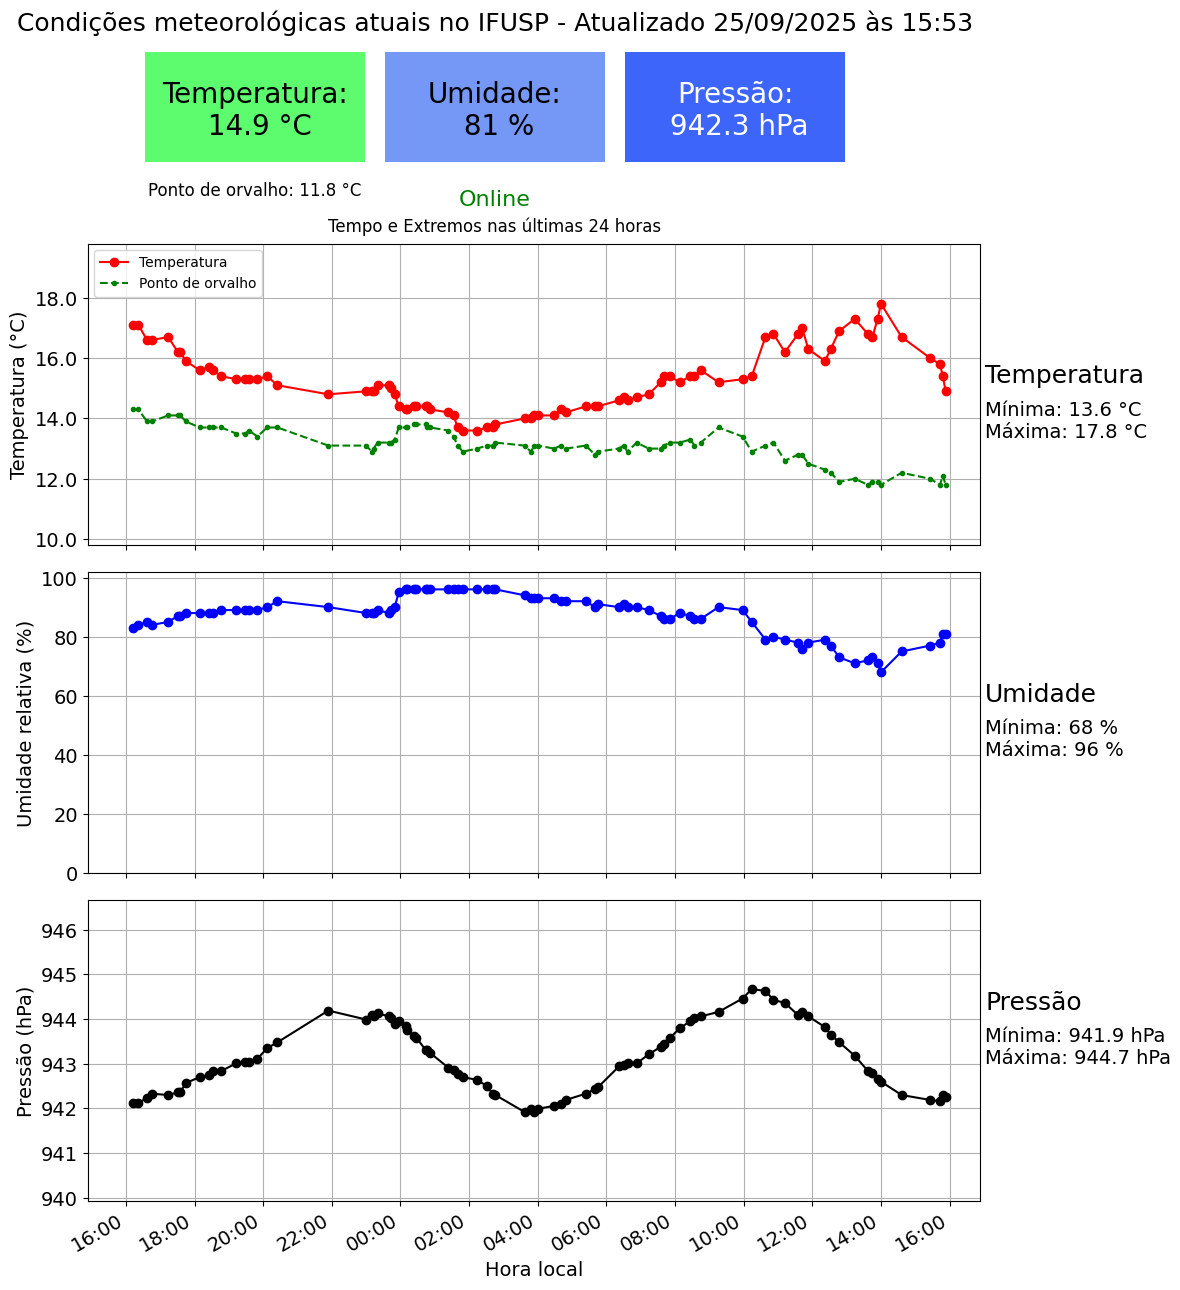 Condições meteorológicas atuais no IFUSP - Atualizado 25/09/2025 às 15:53
Temperatura:
14.9 °C
Umidade:
81 %
Pressão:
942.3 hPa
Ponto de orvalho: 11.8 °C
Online
Tempo e Extremos nas últimas 24 horas
Temperatura
Ponto de orvalho
Temperatura (°C)
18.0
16.0
14.0
12.0
10.0
Temperatura
Mínima: 13.6 °C
Máxima: 17.8 °C
Umidade relativa (%)
100
80
60
40
20
0
Umidade
Mínima: 68 %
Máxima: 96 %
Pressão (hPa)
946
945
944
943
942
941
940
Pressão
Mínima: 941.9 hPa
Máxima: 944.7 hPa
16:00
18:00
20:00
22:00
00:00
02:00
04:00
06:00
08:00
10:00
12:00
14:00
16:00
Hora local